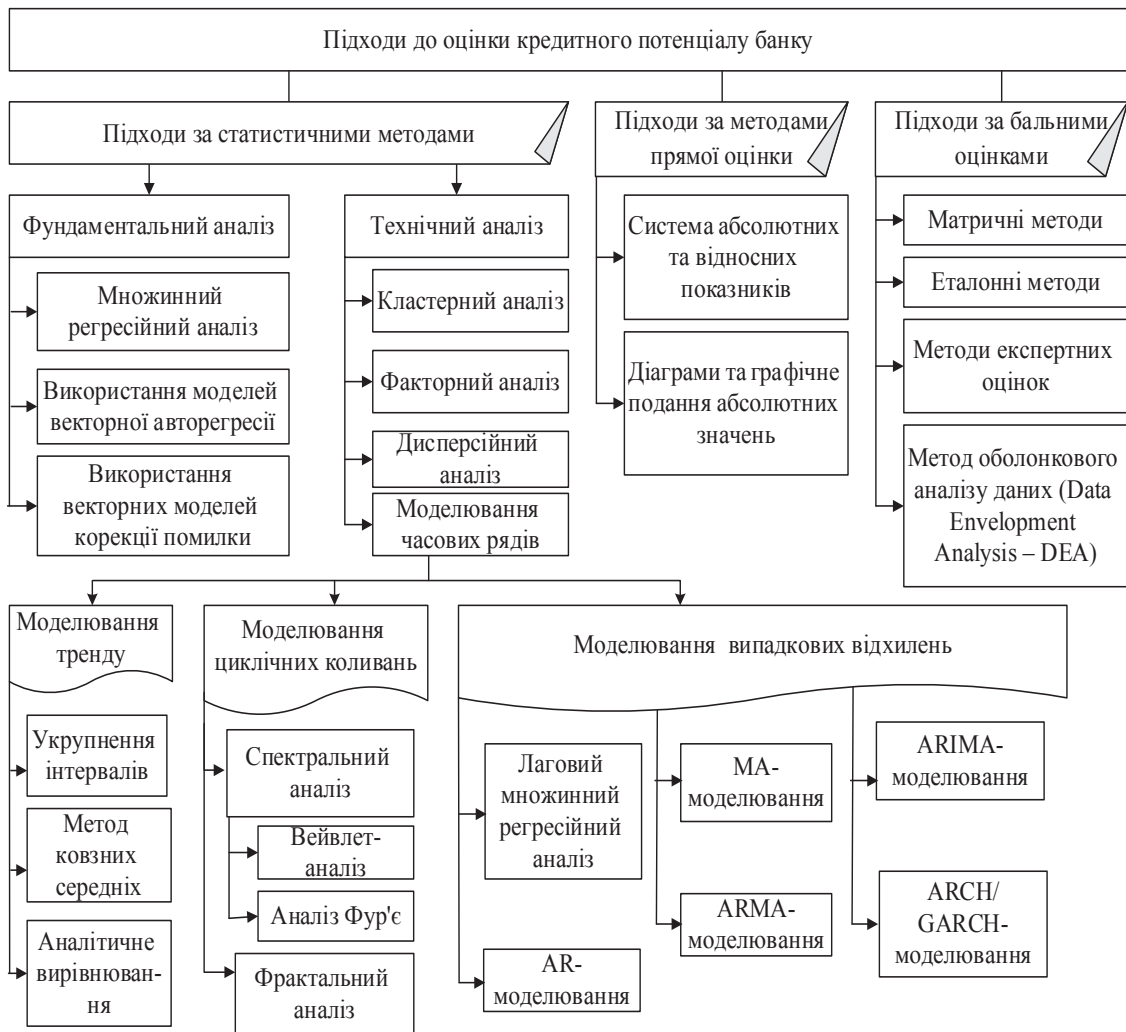 Підходи до оцінки кредитного потенціалу банку
Підходи за статистичними методами
Підходи за методами
прямої оцінки
Підходи за бальними
оцінками
Фундаментальний аналіз
Множинний
регресійний аналіз
Використання моделей
векторної авторегресії
Використання
векторних моделей
корекції помилки
Технічний аналіз
Кластерний аналіз
Факторний аналіз
Дисперсійний
аналіз
Моделювання
часових рядів
Система абсолютних
та відносних
показників
Діаграми та графічне
подання абсолютних
значень
Матричні методи
Еталонні методи
Методи експертних
оцінок
Метод оболонкового
аналізу даних (Data
Envelopment
Analysis – DEA)
Моделювання
тренду
Укрупнення
інтервалів
Метод
ковзних
середніх
Аналітичне
вирівнюван-
ня
Моделювання
циклічних коливань
Спектральний
аналіз
Вейвлет-
аналіз
Аналіз Фур'є
Фрактальний
аналіз
Моделювання випадкових відхилень
Лаговий
множинний
регресійний
аналіз
AR-
моделювання
MA-
моделювання
ARMA-
моделювання
ARIMA-
моделювання
ARCH/
GARCH-
моделювання